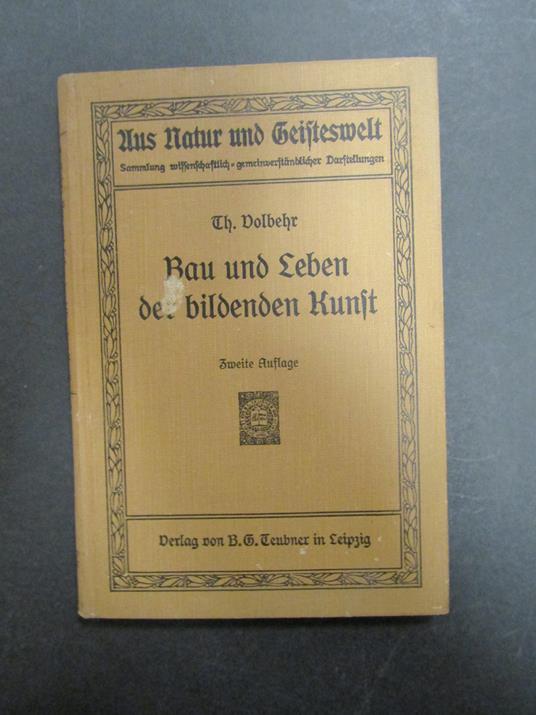 Aus Natur und Geisteswelt
Sammlung wissenschaftlich-gemeinverständlicher Darstellungen
Th. Volbehr
Bau und Leben
der bildenden Kunst
Zweite Auflage
Verlag von B. G. Teubner in Leipzig